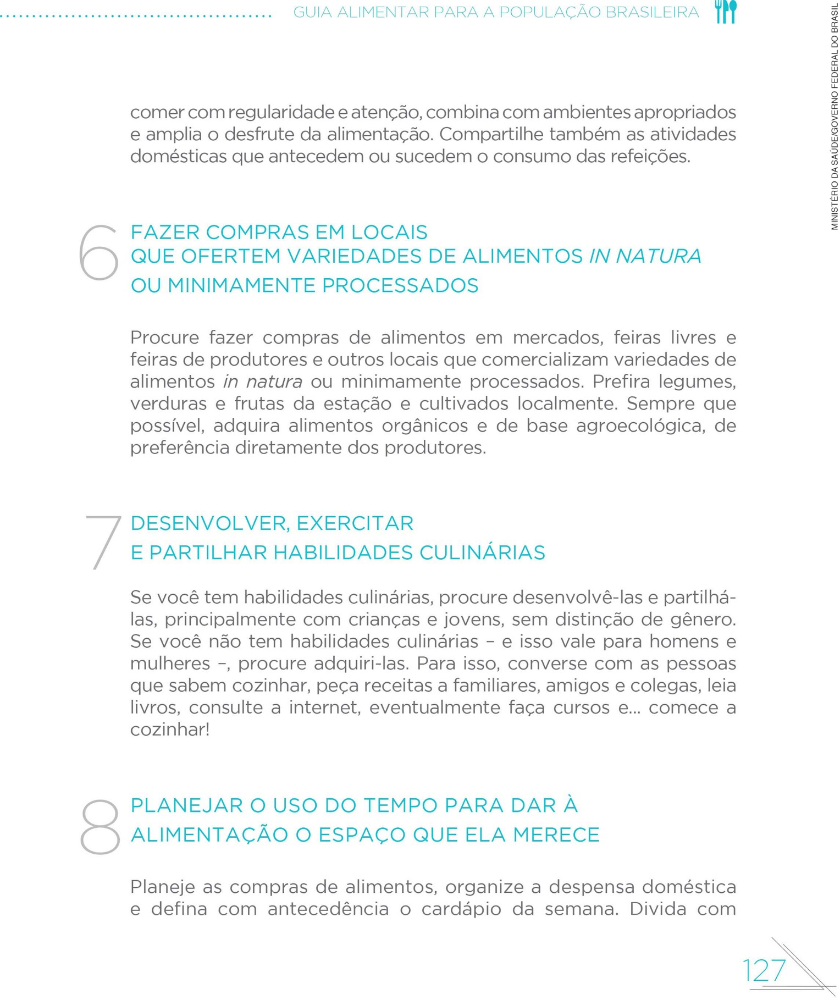 GUIA ALIMENTAR PARA A POPULAÇÃO BRASILEIRA
MINISTÉRIO DA SAÚDE/GOVERNO FEDERAL DO BRASIL
comer com regularidade e atenção, combina com ambientes apropriados
e amplia o desfrute da alimentação. Compartilhe também as atividades
domésticas que antecedem ou sucedem o consumo das refeições.
6
FAZER COMPRAS EM LOCAIS
QUE OFERTEM VARIEDADES DE ALIMENTOS IN NATURA
OU MINIMAMENTE PROCESSADOS
Procure fazer compras de alimentos em mercados, feiras livres e
feiras de produtores e outros locais que comercializam variedades de
alimentos in natura ou minimamente processados. Prefira legumes,
verduras e frutas da estação e cultivados localmente. Sempre que
possível, adquira alimentos orgânicos e de base agroecológica, de
preferência diretamente dos produtores.
7
DESENVOLVER, EXERCITAR
E PARTILHAR HABILIDADES CULINÁRIAS
Se você tem habilidades culinárias, procure desenvolvê-las e partilhá-
las, principalmente com crianças e jovens, sem distinção de gênero.
Se você não tem habilidades culinárias – e isso vale para homens e
mulheres –, procure adquiri-las. Para isso, converse com as pessoas
que sabem cozinhar, peça receitas a familiares, amigos e colegas, leia
livros, consulte a internet, eventualmente faça cursos e... comece a
cozinhar!
8
PLANEJAR O USO DO TEMPO PARA DAR À
ALIMENTAÇÃO O ESPAÇO QUE ELA MERECE
Planeje as compras de alimentos, organize a despensa doméstica
e defina com antecedência o cardápio da semana. Divida com
127